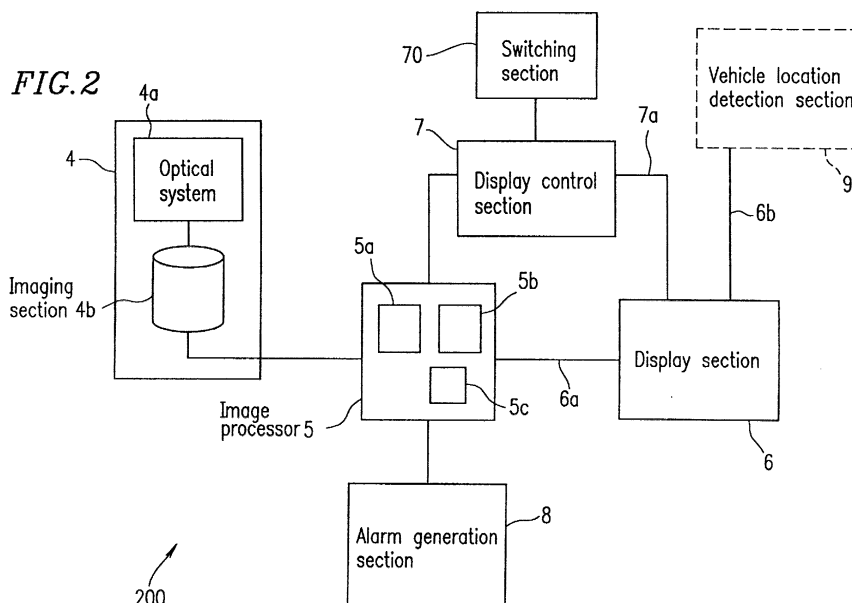 FIG. 2
4a
4
Optical
system
Imaging
section 4b
70
Switching
section
7
Display control
section
7a
Vehicle location
detection section
9
6b
5a
5b
5c
Image
processor 5
6a
Display section
6
Alarm generation
section
8
200